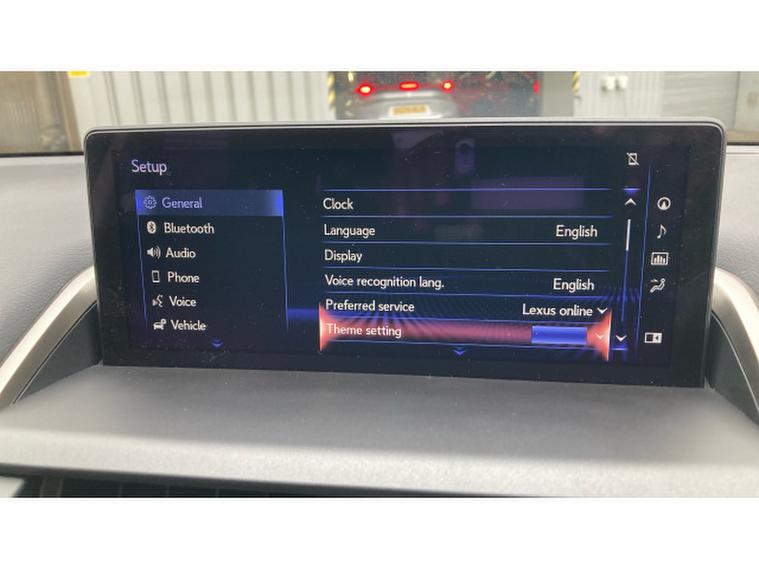 Setup
General
Bluetooth
Audio
Phone
Voice
Vehicle
Clock
Language English
Display
Voice recognition lang. English
Preferred service Lexus online
Theme setting